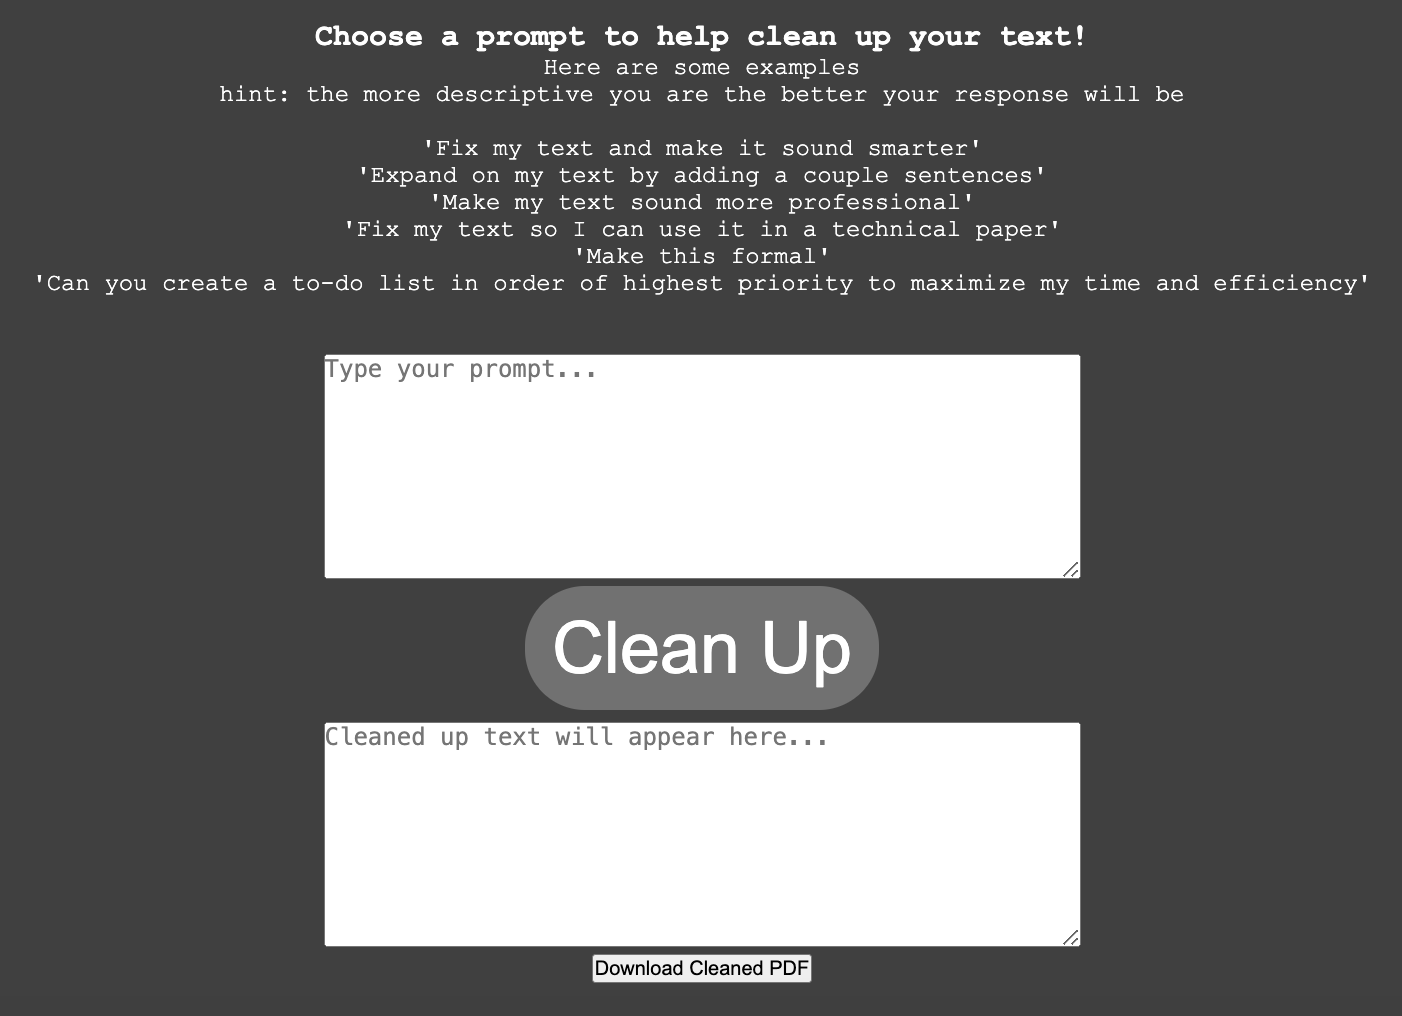 Choose a prompt to help clean up your text!
Here are some examples
hint: the more descriptive you are the better your response will be
'Fix my text and make it sound smarter'
'Expand on my text by adding a couple sentences'
'Make my text sound more professional'
'Fix my text so I can use it in a technical paper'
'Make this formal'
'Can you create a to-do list in order of highest priority to maximize my time and efficiency'
Type your prompt...
Clean Up
Cleaned up text will appear here...
Download Cleaned PDF